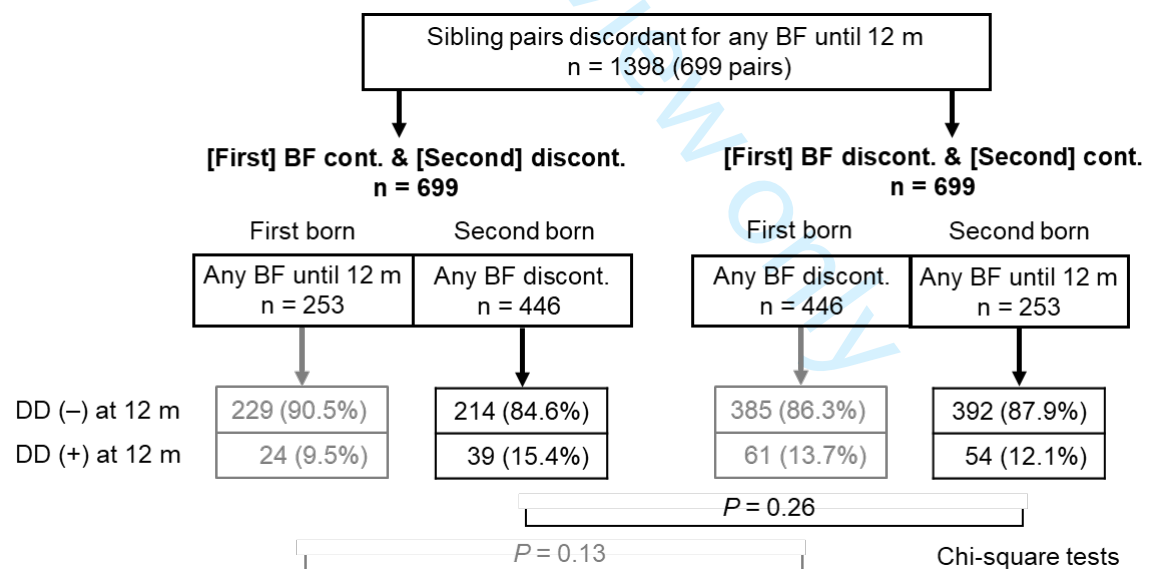 Sibling pairs discordant for any BF until 12 m
n = 1398 (699 pairs)
[First] BF cont. & [Second] discont.
n = 699
[First] BF discont. & [Second] cont.
n = 699
First born
Second born
First born
Second born
Any BF until 12 m
n = 253
Any BF discont.
n = 446
Any BF discont.
n = 446
Any BF until 12 m
n = 253
DD (–) at 12 m
229 (90.5%)
214 (84.6%)
385 (86.3%)
392 (87.9%)
DD (+) at 12 m
24 (9.5%)
39 (15.4%)
61 (13.7%)
54 (12.1%)
P = 0.26
P = 0.13
Chi-square tests
view only